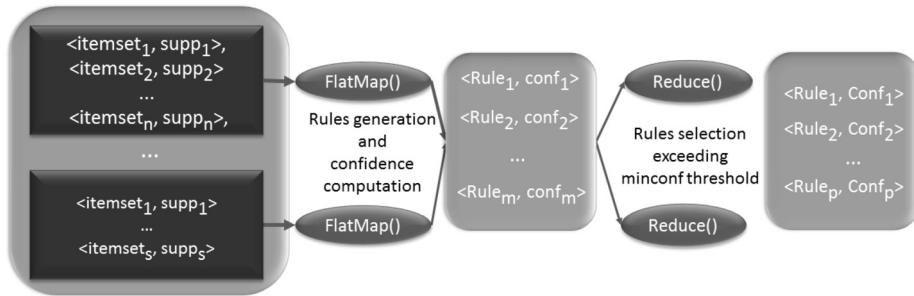 <itemset₁, supp₁>,
<itemset₂, supp₂>
...
<itemsetₙ, suppₙ>,
...
<itemset₁, supp₁>
...
<itemsetₛ, suppₛ>
FlatMap()
Rules generation
and
confidence
computation
FlatMap()
<Rule₁, conf₁>
<Rule₂, conf₂>
...
<Ruleₘ, confₘ>
Reduce()
Rules selection
exceeding
minconf threshold
Reduce()
<Rule₁, Conf₁>
<Rule₂, Conf₂>
...
<Ruleₚ, Confₚ>